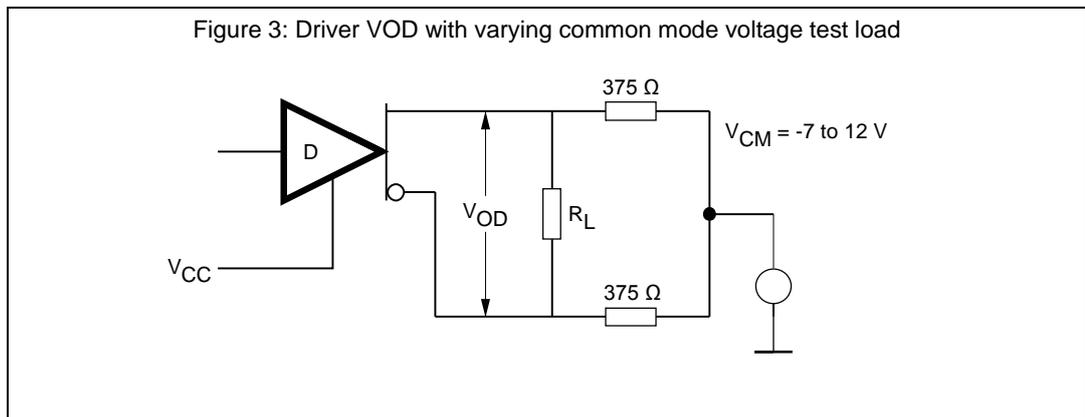 Figure 3: Driver VOD with varying common mode voltage test load
375 Ω
VCM = -7 to 12 V
D
VOD
RL
VCC
375 Ω